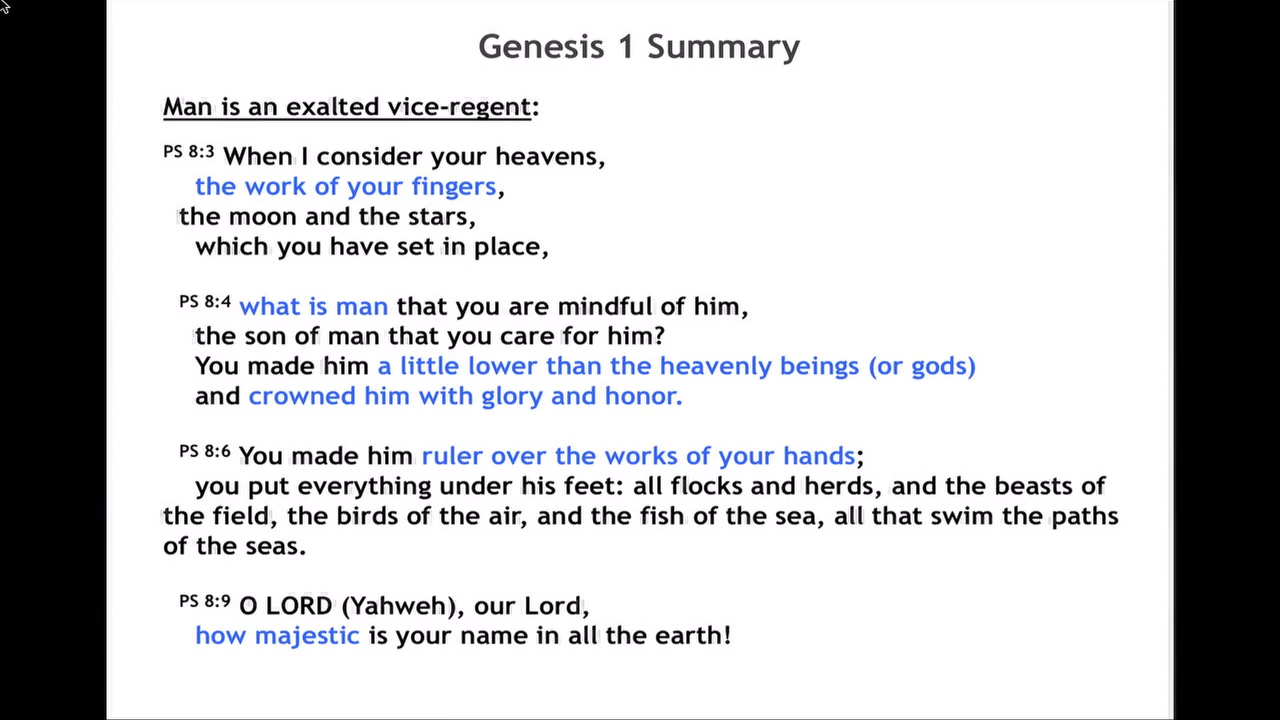 Genesis 1 Summary
Man is an exalted vice-regent:
PS 8:3 When I consider your heavens,
the work of your fingers,
the moon and the stars,
which you have set in place,
PS 8:4 what is man that you are mindful of him,
the son of man that you care for him?
You made him a little lower than the heavenly beings (or gods)
and crowned him with glory and honor.
PS 8:6 You made him ruler over the works of your hands;
you put everything under his feet: all flocks and herds, and the beasts of
the field, the birds of the air, and the fish of the sea, all that swim the paths
of the seas.
PS 8:9 O LORD (Yahweh), our Lord,
how majestic is your name in all the earth!